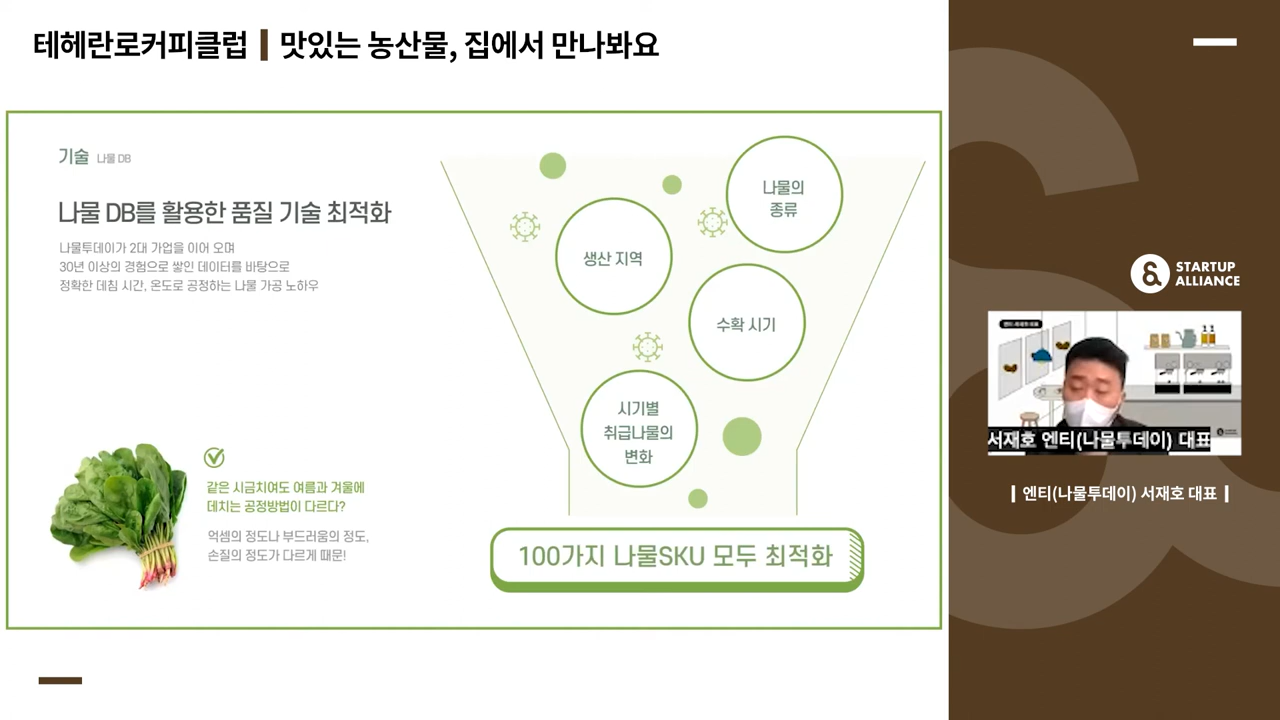 테헤란로커피클럽 | 맛있는 농산물, 집에서 만나봐요
기술 나물 DB
나물 DB를 활용한 품질 기술 최적화
나물투데이가 2대 가업을 이어 오며
30년 이상의 경험으로 쌓인 데이터를 바탕으로
정확한 데침 시간, 온도로 공정하는 나물 가공 노하우
같은 시금치여도 여름과 겨울에
데치는 공정방법이 다르다?
억셈의 정도나 부드러움의 정도,
손질의 정도가 다르게 때문!
나물의
종류
생산 지역
수확 시기
시기별
취급나물의
변화
100가지 나물SKU 모두 최적화
STARTUP
ALLIANCE
엔티 서재호 대표
서재호 엔티(나물투데이) 대표
| 엔티(나물투데이) 서재호 대표 |